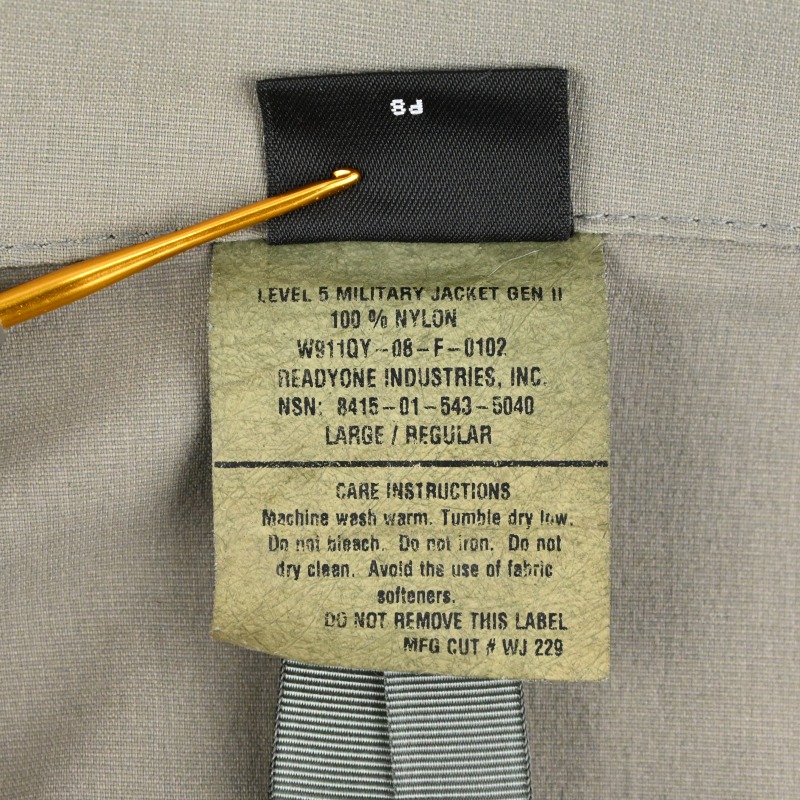 P8
LEVEL 5 MILITARY JACKET GEN II
100 % NYLON
W911QY-08-F-0102
READYONE INDUSTRIES, INC.
NSN: 8415-01-543-5040
LARGE / REGULAR
CARE INSTRUCTIONS
Machine wash warm. Tumble dry low.
Do not bleach. Do not iron. Do not
dry clean. Avoid the use of fabric
softeners.
DO NOT REMOVE THIS LABEL
MFG CUT # WJ 229